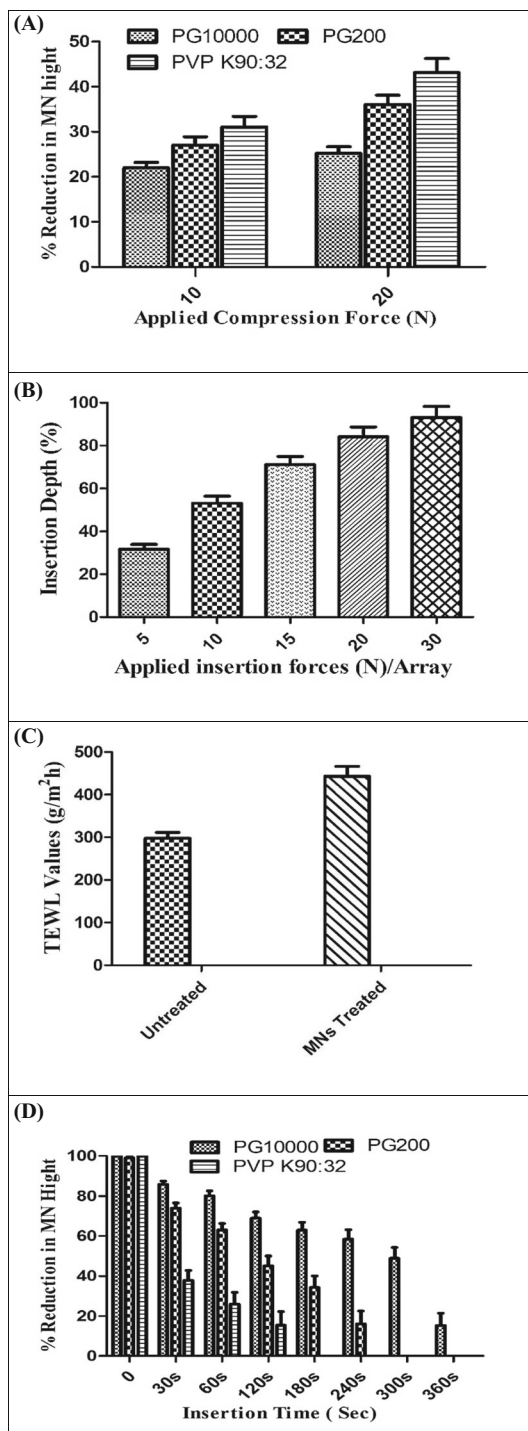 (A)
PG10000 PG200
PVP K90:32
% Reduction in MN hight
50
40
30
20
10
0
10 20
Applied Compression Force (N)
(B)
Insertion Depth (%)
100
80
60
40
20
0
5 10 15 20 30
Applied insertion forces (N)/Array
(C)
TEWL Values (g/m²h)
500
400
300
200
100
0
Untreated MNs Treated
(D)
PG10000 PG200
PVP K90:32
% Reduction in MN Hight
100
80
60
40
20
0
0 30s 60s 120s 180s 240s 300s 360s
Insertion Time ( Sec)